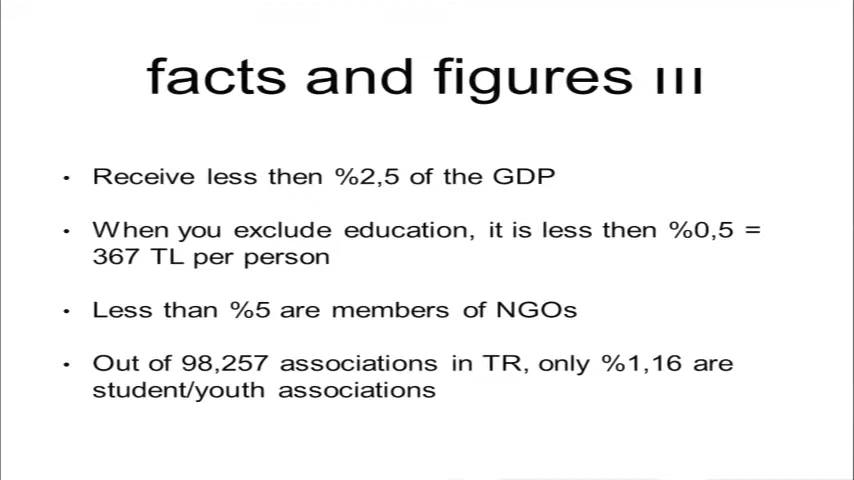 facts and figures ııı
• Receive less then %2,5 of the GDP
• When you exclude education, it is less then %0,5 =
367 TL per person
• Less than %5 are members of NGOs
• Out of 98,257 associations in TR, only %1,16 are
student/youth associations